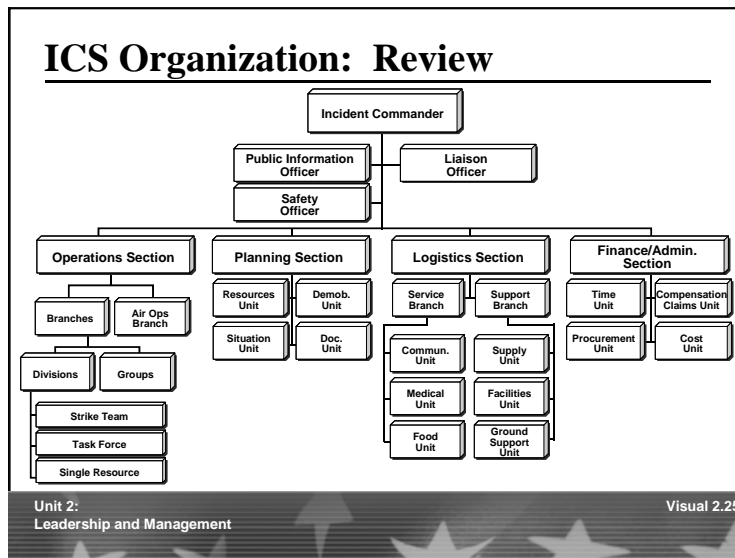 ICS Organization: Review
Incident Commander
Public Information
Officer
Liaison
Officer
Safety
Officer
Operations Section
Planning Section
Logistics Section
Finance/Admin.
Section
Branches
Air Ops
Branch
Divisions
Groups
Strike Team
Task Force
Single Resource
Resources
Unit
Demob.
Unit
Situation
Unit
Doc.
Unit
Service
Branch
Support
Branch
Commun.
Unit
Supply
Unit
Medical
Unit
Facilities
Unit
Food
Unit
Ground
Support
Unit
Time
Unit
Compensation
Claims Unit
Procurement
Unit
Cost
Unit
Unit 2:
Leadership and Management
Visual 2.25